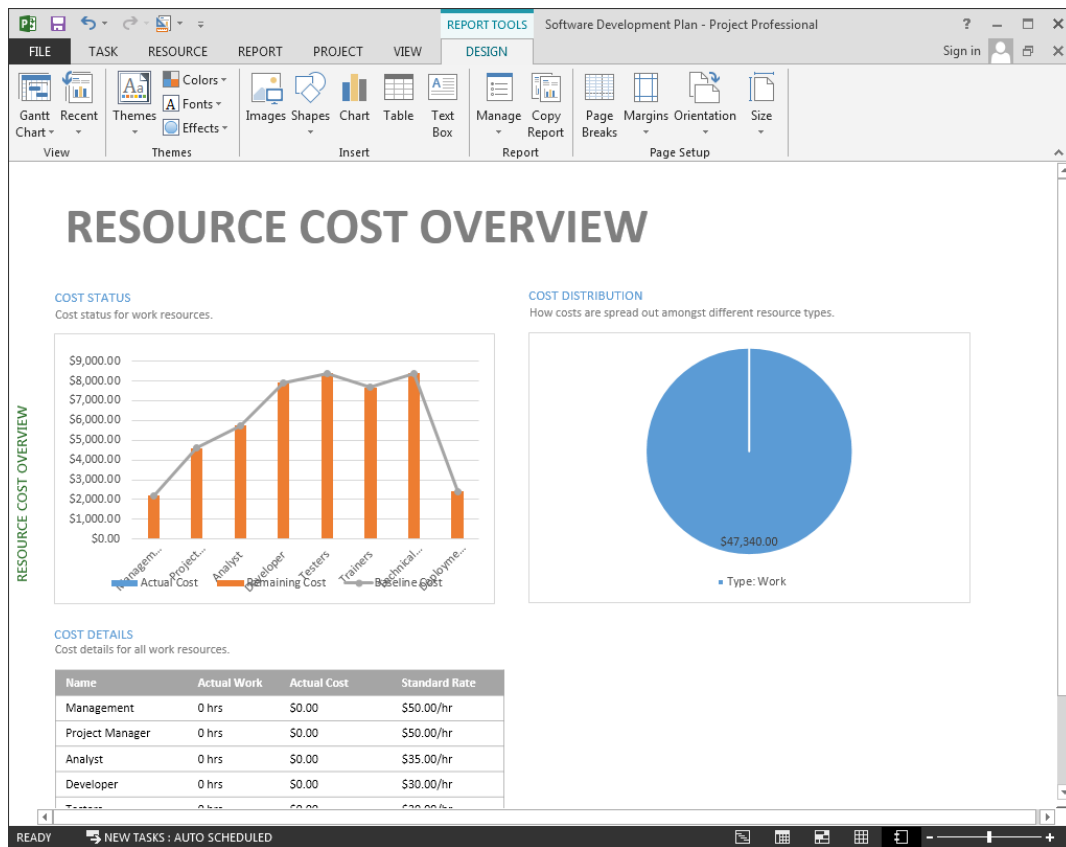 REPORT TOOLS Software Development Plan - Project Professional ?
FILE TASK RESOURCE REPORT PROJECT VIEW DESIGN Sign in
Gantt Chart Recent Themes Colors Fonts Effects Images Shapes Chart Table Text Box Manage Copy Report Page Breaks Margins Orientation Size
View Themes Insert Report Page Setup
RESOURCE COST OVERVIEW
RESOURCE COST OVERVIEW
COST STATUS
Cost status for work resources.
$9,000.00
$8,000.00
$7,000.00
$6,000.00
$5,000.00
$4,000.00
$3,000.00
$2,000.00
$1,000.00
$0.00
Managem... Project... Analyst Developer Testers Trainers Technical... Deployme...
Actual Cost Remaining Cost Baseline Cost
COST DISTRIBUTION
How costs are spread out amongst different resource types.
$47,340.00
Type: Work
COST DETAILS
Cost details for all work resources.
Name Actual Work Actual Cost Standard Rate
Management 0 hrs $0.00 $50.00/hr
Project Manager 0 hrs $0.00 $50.00/hr
Analyst 0 hrs $0.00 $35.00/hr
Developer 0 hrs $0.00 $30.00/hr
READY NEW TASKS : AUTO SCHEDULED